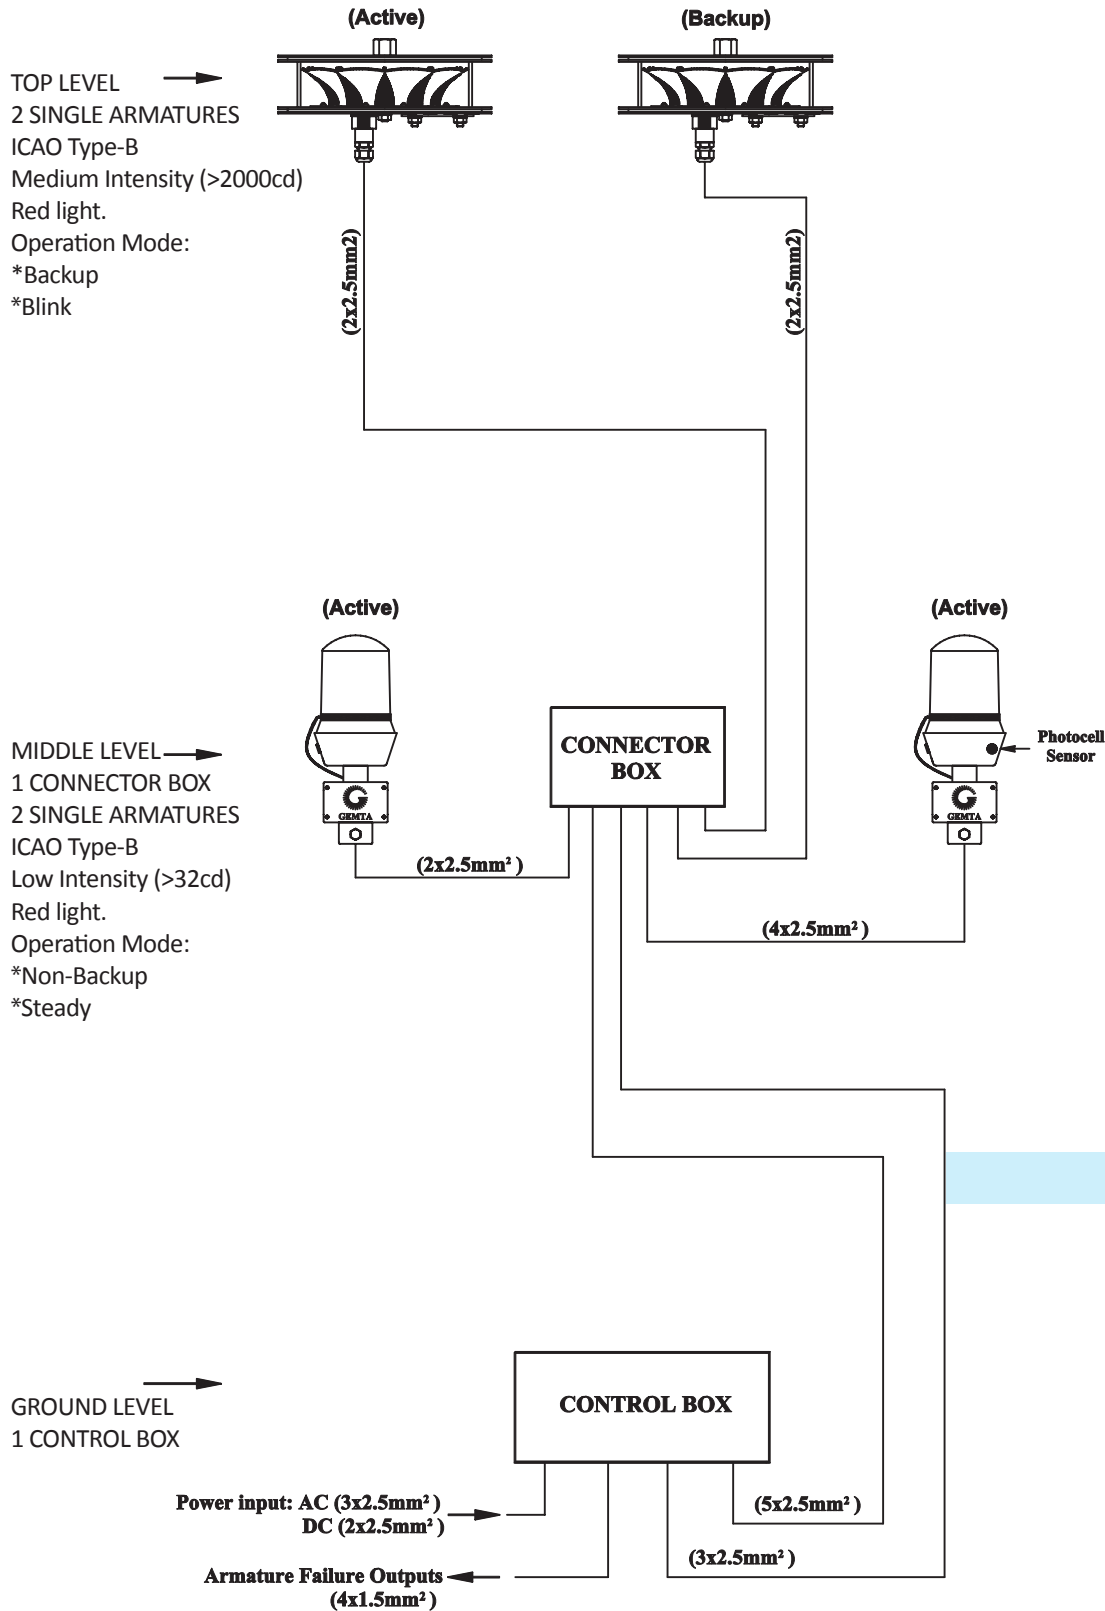 (Active)
(Backup)
TOP LEVEL
2 SINGLE ARMATURES
ICAO Type-B
Medium Intensity (>2000cd)
Red light.
Operation Mode:
*Backup
*Blink
(2x2.5mm2)
(2x2.5mm2)
(Active)
(Active)
MIDDLE LEVEL
1 CONNECTOR BOX
2 SINGLE ARMATURES
ICAO Type-B
Low Intensity (>32cd)
Red light.
Operation Mode:
*Non-Backup
*Steady
G
GEMTA
CONNECTOR
BOX
Photocell
Sensor
G
GEMTA
(2x2.5mm² )
(4x2.5mm² )
GROUND LEVEL
1 CONTROL BOX
CONTROL BOX
Power input: AC (3x2.5mm² )
DC (2x2.5mm² )
(5x2.5mm² )
(3x2.5mm² )
Armature Failure Outputs
(4x1.5mm² )